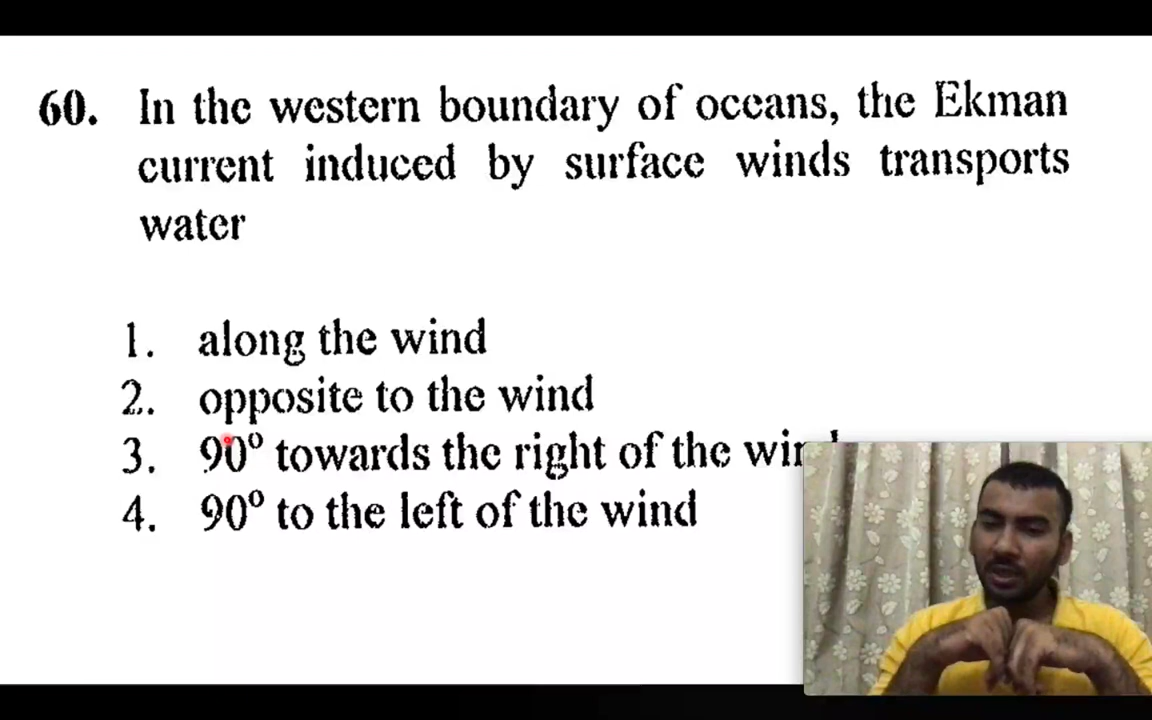 60. In the western boundary of oceans, the Ekman
current induced by surface winds transports
water
1. along the wind
2. opposite to the wind
3. 90º towards the right of the
4. 90º to the left of the wind